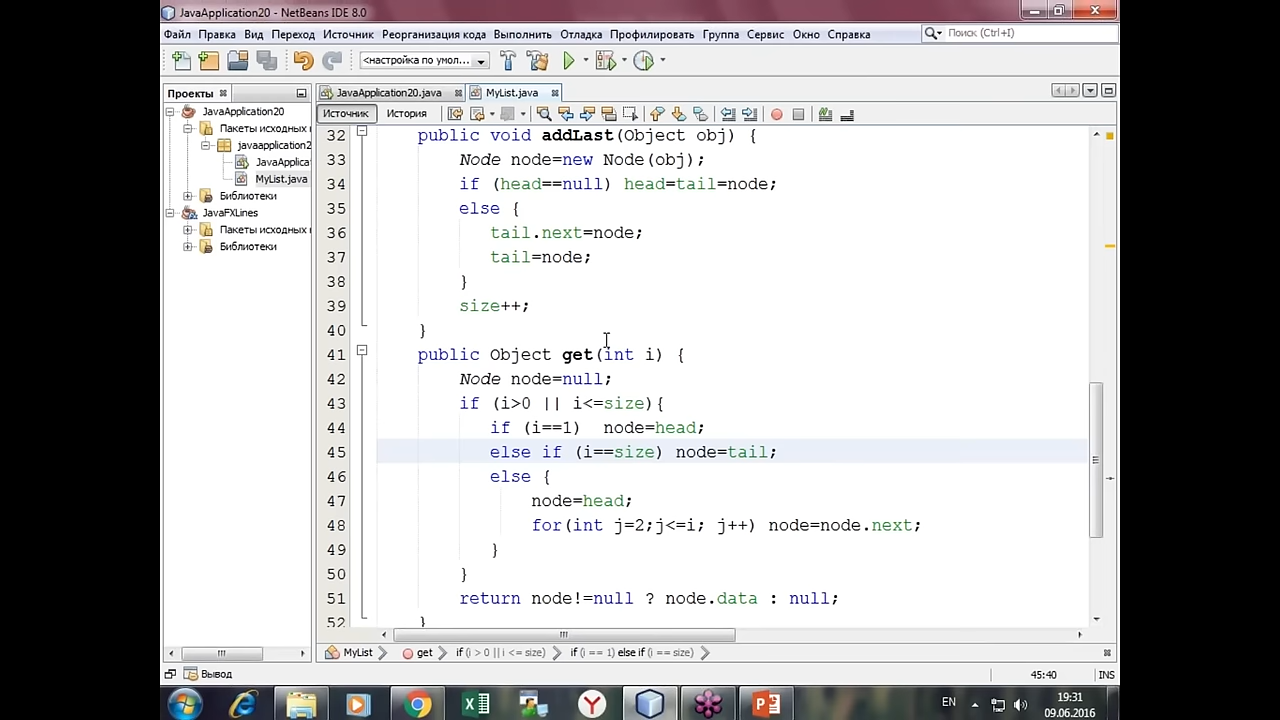 JavaApplication20 - NetBeans IDE 8.0
Файл Правка Вид Переход Источник Реорганизация кода Выполнить Отладка Профилировать Группа Сервис Окно Справка
Поиск (Ctrl+I)
<настройка по умол...
Проекты
JavaApplication20.java
MyList.java
Источник
История
JavaApplication20
Пакеты исходных
javaapplication2
JavaApplica
MyList.java
Библиотеки
JavaFXLines
Пакеты исходных
Библиотеки
32 public void addLast(Object obj) {
33 Node node=new Node(obj);
34 if (head==null) head=tail=node;
35 else {
36 tail.next=node;
37 tail=node;
38 }
39 size++;
40 }
41 public Object get(int i) {
42 Node node=null;
43 if (i>0 || i<=size){
44 if (i==1)  node=head;
45 else if (i==size) node=tail;
46 else {
47 node=head;
48 for(int j=2;j<=i; j++) node=node.next;
49 }
50 }
51 return node!=null ? node.data : null;
52 }
MyList
get
if (i > 0 || i <= size)
if (i == 1) else if (i == size)
Вывод
45:40
INS
EN
19:31
09.06.2016